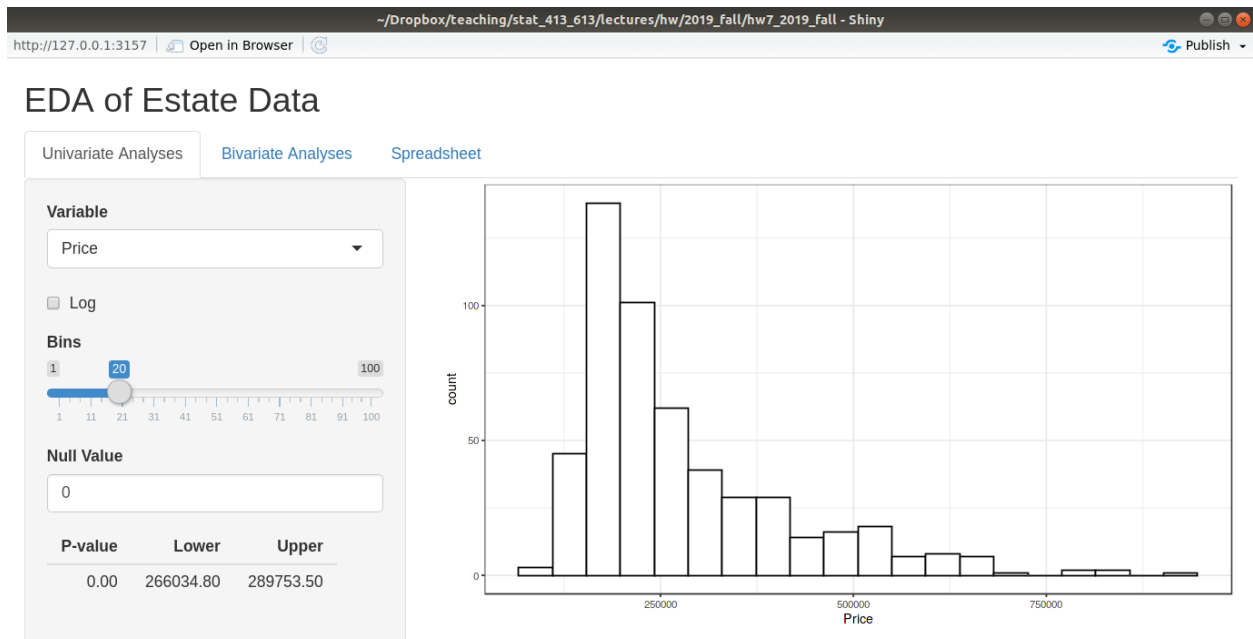 ~/Dropbox/teaching/stat_413_613/lectures/hw/2019_fall/hw7_2019_fall - Shiny
http://127.0.0.1:3157 Open in Browser Publish
EDA of Estate Data
Univariate Analyses Bivariate Analyses Spreadsheet
Variable
Price
Log
Bins
1 20 100
1 11 21 31 41 51 61 71 81 91 100
Null Value
0
P-value Lower Upper
0.00 266034.80 289753.50
count
100
50
0
250000 500000 750000
Price